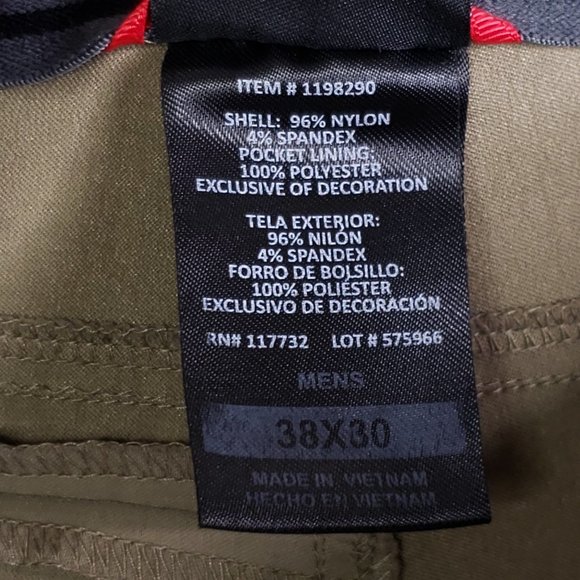 ITEM # 1198290
SHELL: 96% NYLON
4% SPANDEX
POCKET LINING:
100% POLYESTER
EXCLUSIVE OF DECORATION
TELA EXTERIOR:
96% NILÓN
4% SPANDEX
FORRO DE BOLSILLO:
100% POLIÉSTER
EXCLUSIVO DE DECORACIÓN
RN# 117732 LOT # 575966
MENS
38X30
MADE IN VIETNAM
HECHO EN VIETNAM